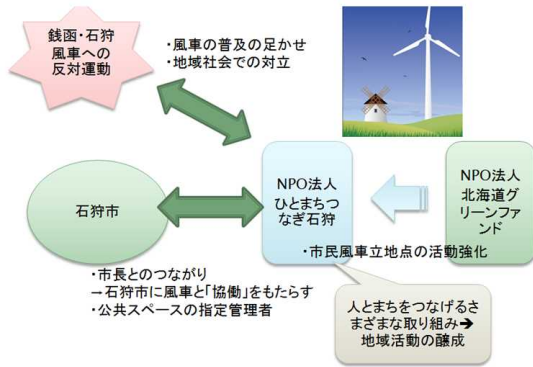 銭函・石狩
風車への
反対運動
・風車の普及の足かせ
・地域社会での対立
石狩市
NPO法人
ひとまちつ
なぎ石狩
NPO法人
北海道グ
リーンファ
ンド
・市民風車立地点の活動強化
・市長とのつながり
→石狩市に風車と「協働」をもたらす
・公共スペースの指定管理者
人とまちをつなげるさ
まざまな取り組み➔
地域活動の醸成